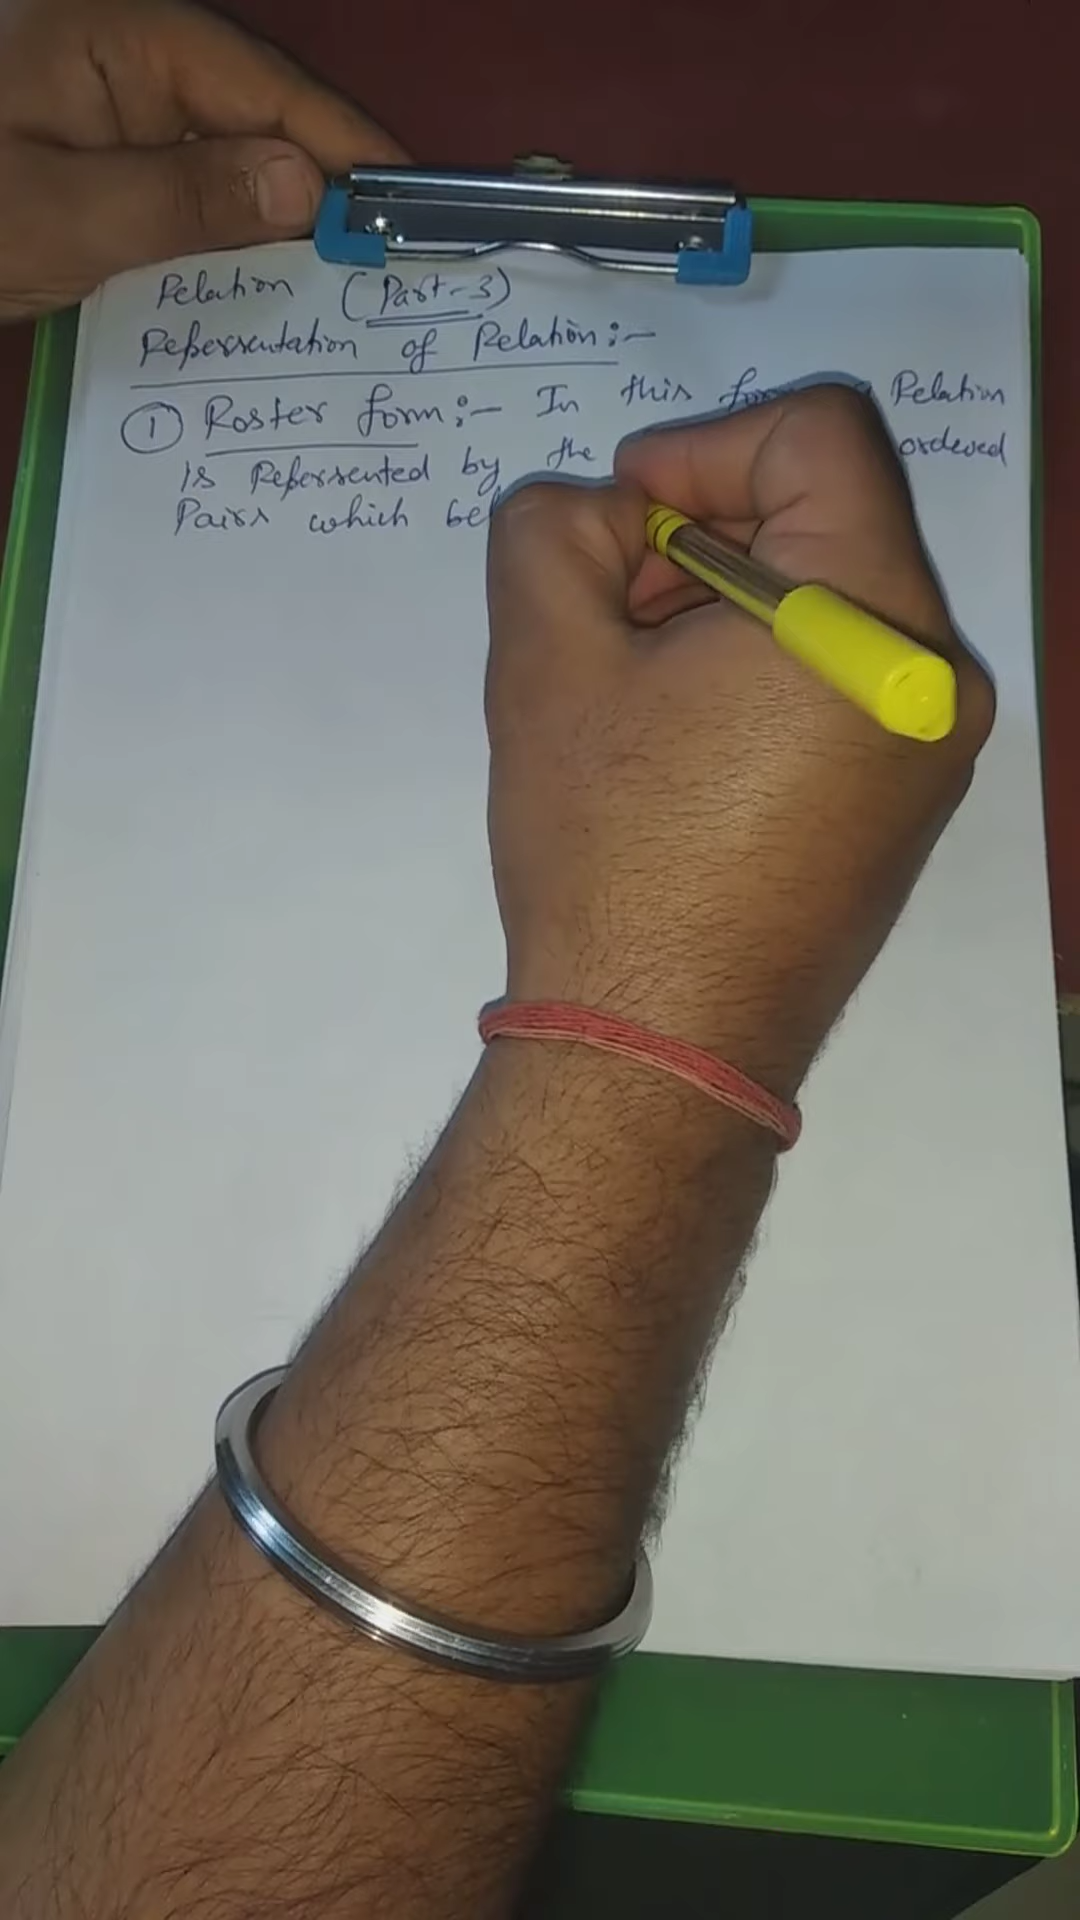 Relation (Part-3)
Representation of Relation:-
① Roster form:- In this Relation
is Represented by the ordered
Pairs which